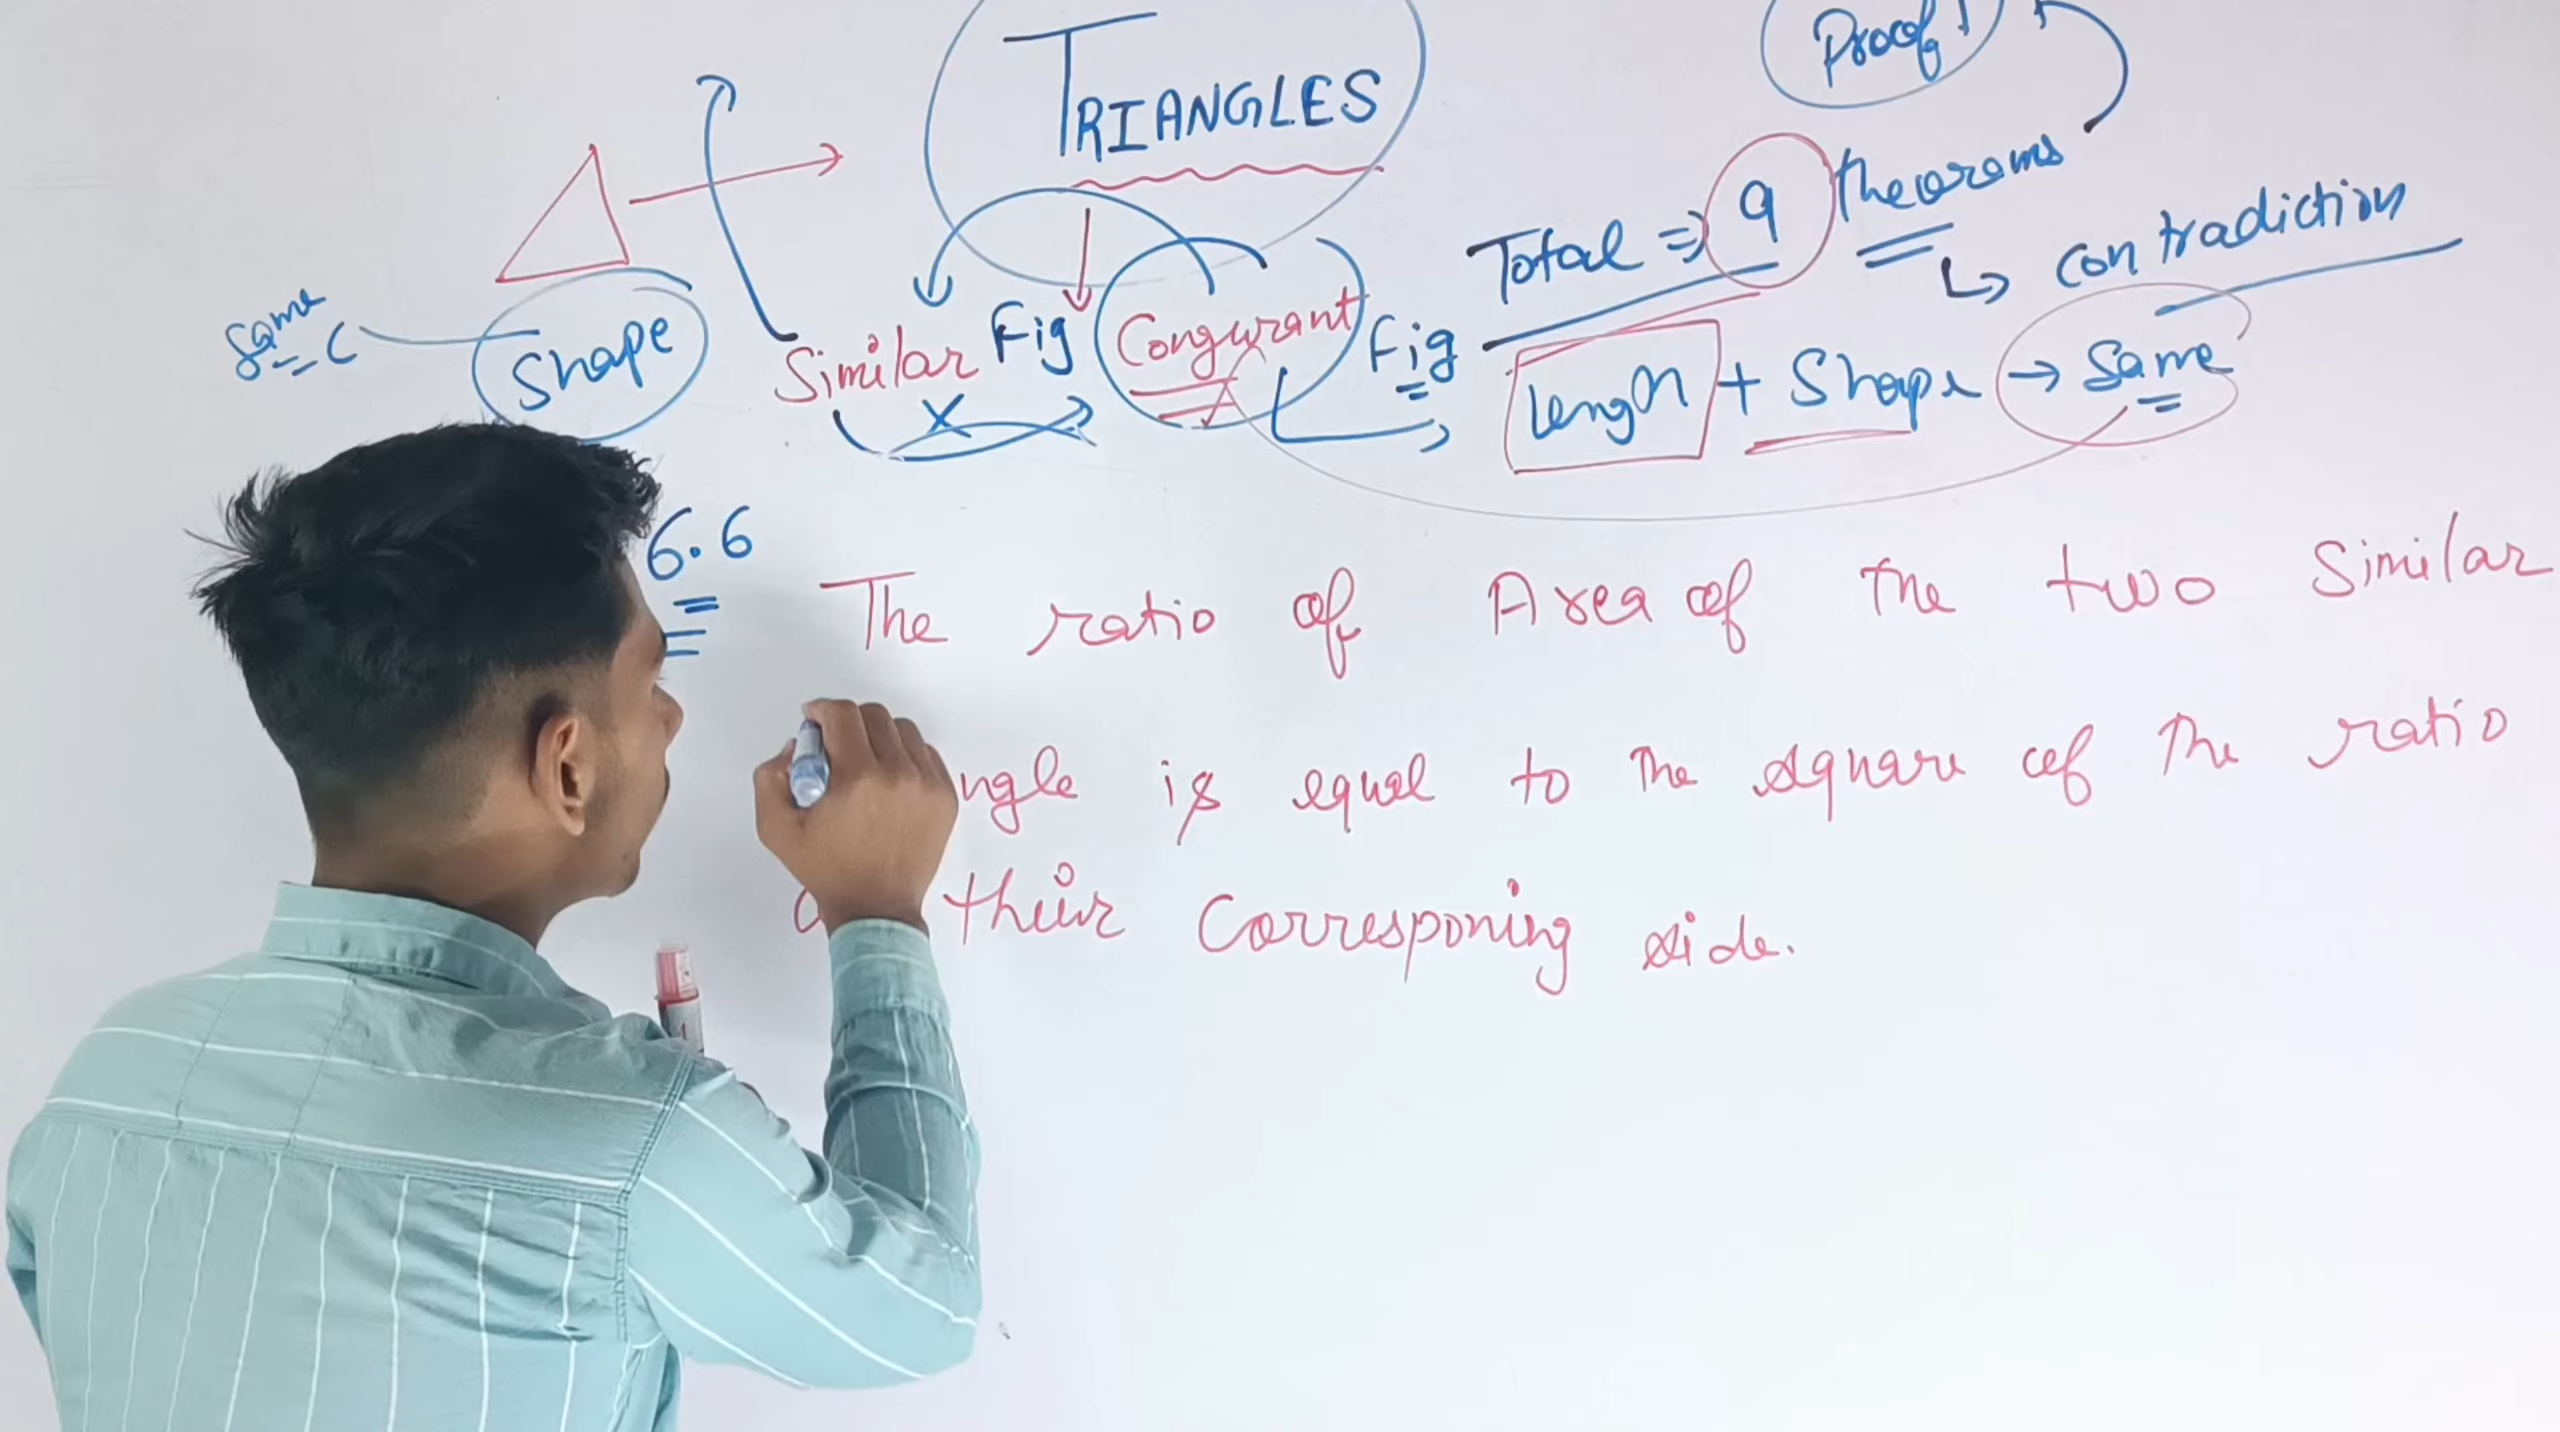 Proof
TRIANGLES
Total ⇒ 9 theorems
↳ contradiction
Same
Shape
Similar Fig
Congurant Fig
length + Shape → Same
6.6
The ratio of Area of the two Similar
ngle is equal to the square of the ratio
their Corresponing side.